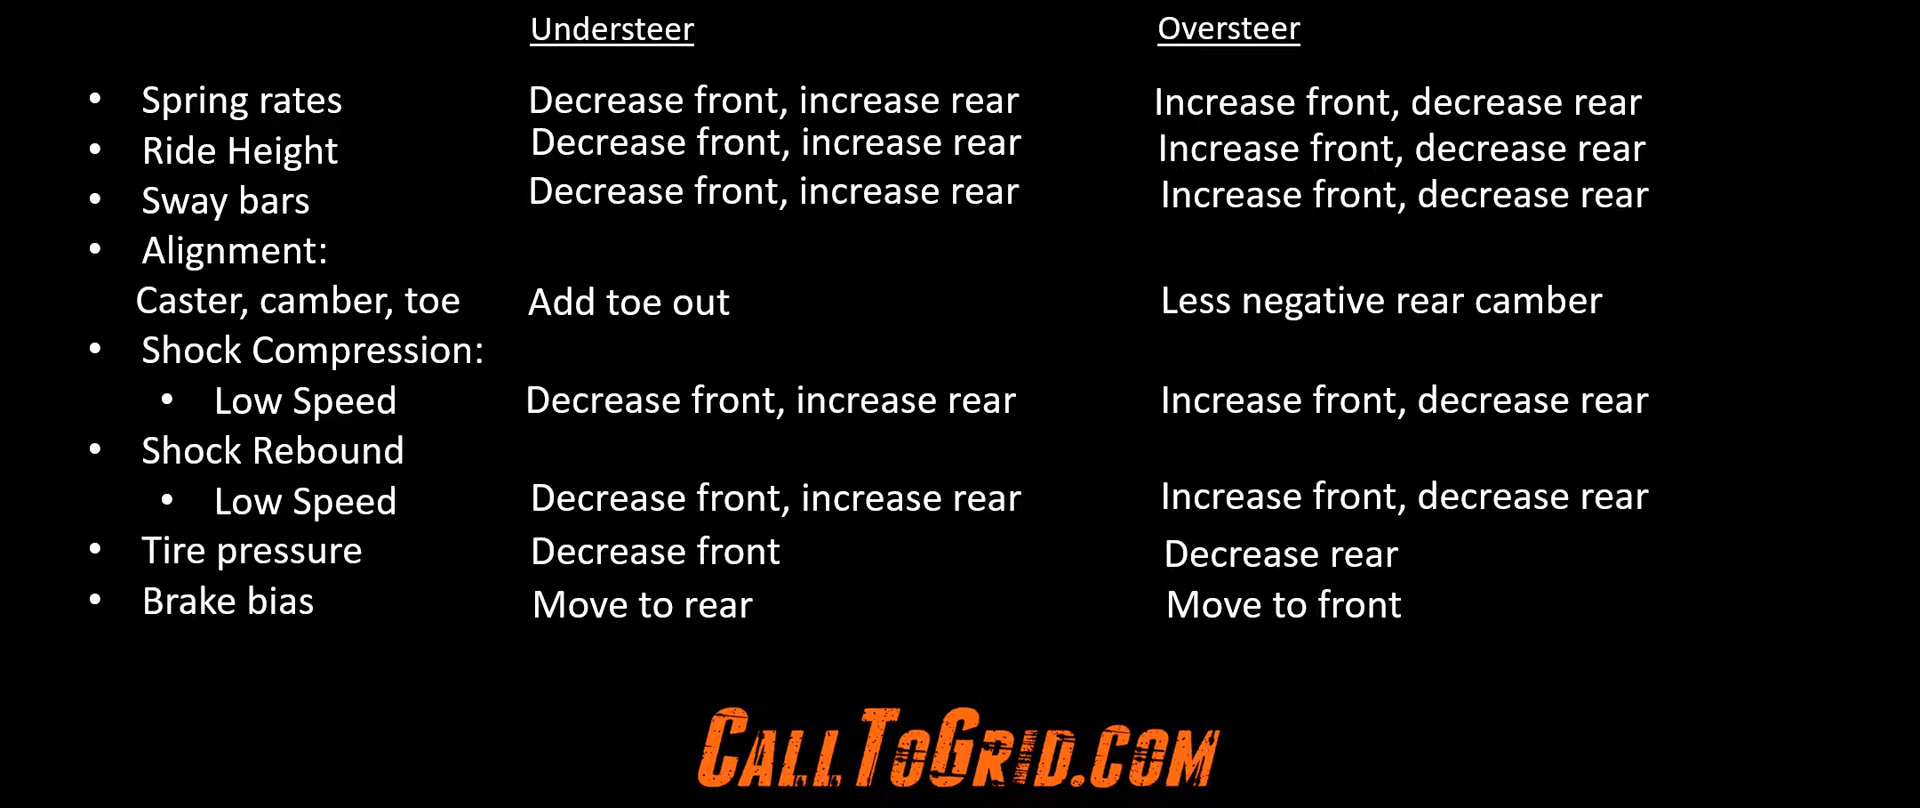 Understeer Oversteer
• Spring rates Decrease front, increase rear Increase front, decrease rear
• Ride Height Decrease front, increase rear Increase front, decrease rear
• Sway bars Decrease front, increase rear Increase front, decrease rear
• Alignment:
Caster, camber, toe Add toe out Less negative rear camber
• Shock Compression:
• Low Speed Decrease front, increase rear Increase front, decrease rear
• Shock Rebound
• Low Speed Decrease front, increase rear Increase front, decrease rear
• Tire pressure Decrease front Decrease rear
• Brake bias Move to rear Move to front
CALLTOGRID.COM